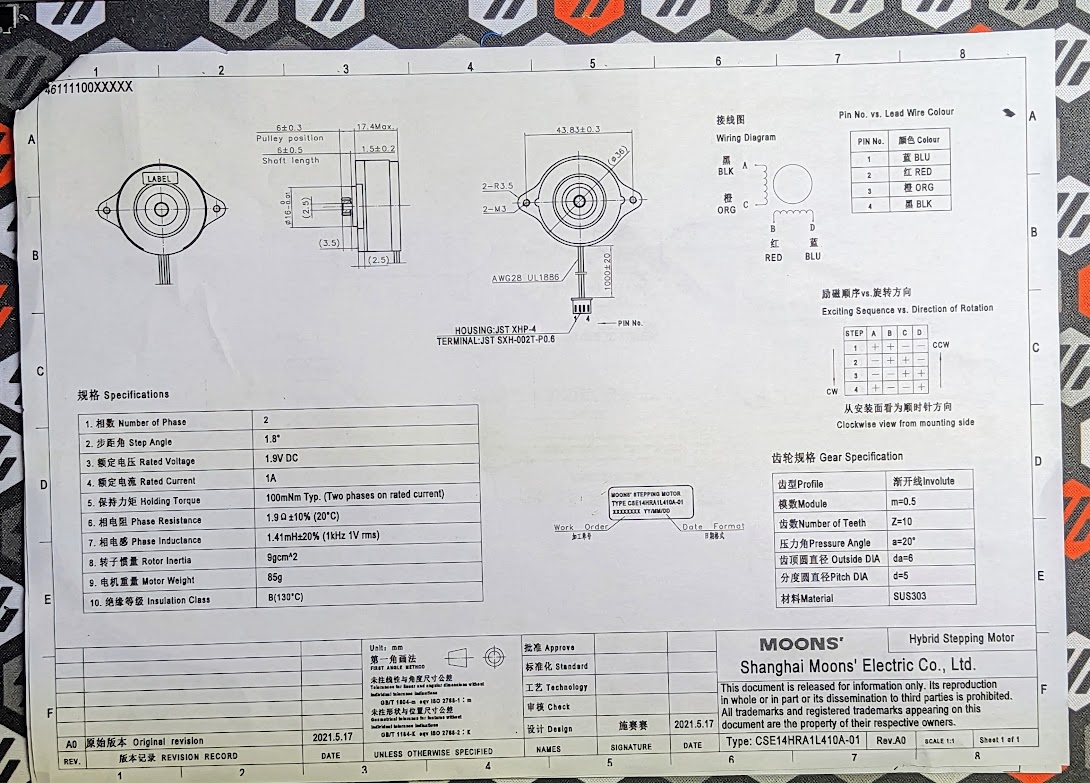 1 2 3 4 5 6 7 8
46111100XXXXX
A
B
C
D
E
F
LABEL
6±0.3
Pulley position
6±0.5
Shaft length
17.4Max.
1.5±0.2
(2.5)
(3.5)
(2.5)
43.83±0.3
(ø36)
2-R3.5
2-M3
AWG28 UL1886
1000±20
1 4
PIN No.
HOUSING:JST XHP-4
TERMINAL:JST SXH-002T-P0.6
接线图
Wiring Diagram
黑 A
BLK
橙
ORG C
B D
红 蓝
RED BLU
Pin No. vs. Lead Wire Colour
PIN No. 颜色 Colour
1 蓝 BLU
2 红 RED
3 橙 ORG
4 黑 BLK
励磁顺序vs.旋转方向
Exciting Sequence vs. Direction of Rotation
STEP A B C D
1 + + − −
2 − + + −
3 − − + +
4 + − − +
CCW
CW
从安装面看为顺时针方向
Clockwise view from mounting side
规格 Specifications
1. 相数 Number of Phase 2
2. 步距角 Step Angle 1.8°
3. 额定电压 Rated Voltage 1.9V DC
4. 额定电流 Rated Current 1A
5. 保持力矩 Holding Torque 100mNm Typ. (Two phases on rated current)
6. 相电阻 Phase Resistance 1.9Ω±10% (20°C)
7. 相电感 Phase Inductance 1.41mH±20% (1kHz 1V rms)
8. 转子惯量 Rotor Inertia 9gcm^2
9. 电机重量 Motor Weight 85g
10. 绝缘等级 Insulation Class B(130°C)
MOONS' STEPPING MOTOR
TYPE CSE14HRA1L410A-01
XXXXXXXX YY/MM/DD
Work Order
加工单号
Date Format
日期格式
齿轮规格 Gear Specification
齿型Profile 渐开线Involute
模数Module m=0.5
齿数Number of Teeth Z=10
压力角Pressure Angle a=20°
齿顶圆直径 Outside DIA da=6
分度圆直径Pitch DIA d=5
材料Material SUS303
Unit: mm
第一角画法
FIRST ANGLE METHOD
未注线性与角度尺寸公差
Tolerances for linear and angular dimensions without
individual tolerance indications
GB/T 1804-m eqv ISO 2768-1 : m
未注形状与位置尺寸公差
Geometrical tolerances for features without
individual tolerance indications
GB/T 1184-K eqv ISO 2768-2 : K
UNLESS OTHERWISE SPECIFIED
A0 原始版本 Original revision 2021.5.17
REV. 版本记录 REVISION RECORD DATE
批准 Approve
标准化 Standard
工艺 Technology
审核 Check
设计 Design 施赛赛 2021.5.17
NAMES SIGNATURE DATE
MOONS'
Hybrid Stepping Motor
Shanghai Moons' Electric Co., Ltd.
This document is released for information only. Its reproduction
in whole or in part or its dissemination to third parties is prohibited.
All trademarks and registered trademarks appearing on this
document are the property of their respective owners.
Type: CSE14HRA1L410A-01 Rev.A0 SCALE 1:1 Sheet 1 of 1
A
B
C
D
E
F
1 2 3 4 5 6 7 8